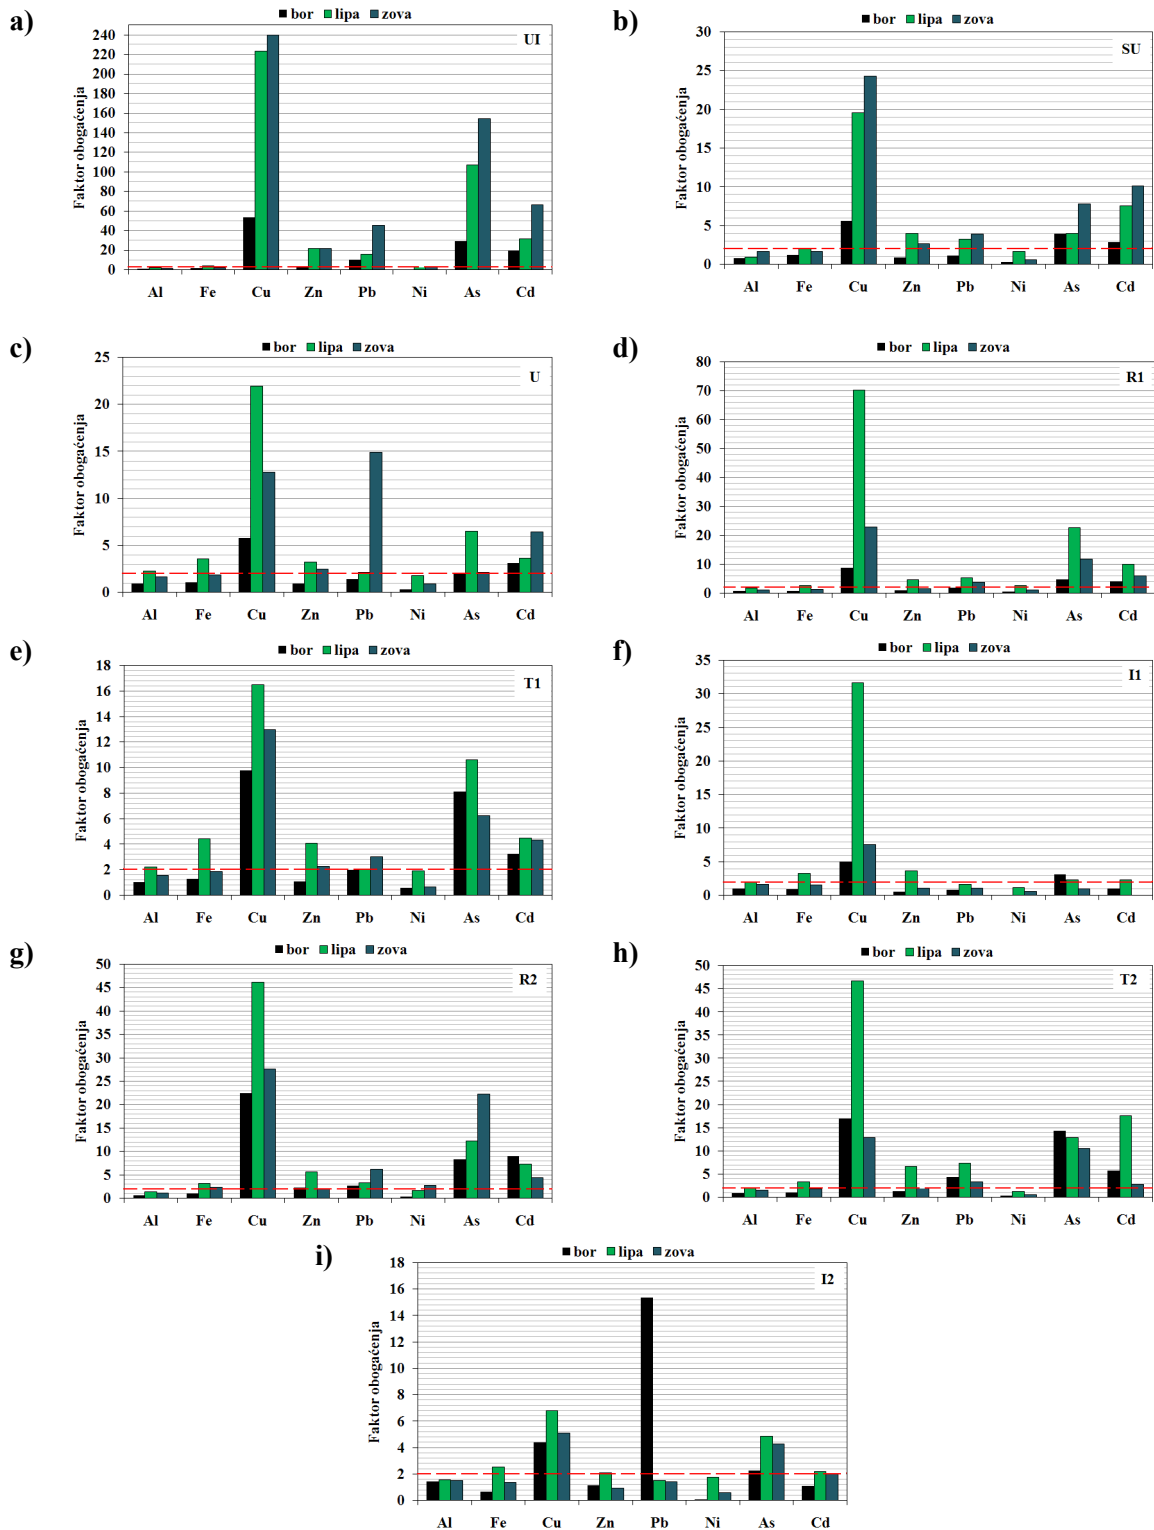 a)
bor lipa zova
UI
Faktor obogaćenja
240
220
200
180
160
140
120
100
80
60
40
20
0
Al Fe Cu Zn Pb Ni As Cd
b)
bor lipa zova
SU
Faktor obogaćenja
30
25
20
15
10
5
0
Al Fe Cu Zn Pb Ni As Cd
c)
bor lipa zova
U
Faktor obogaćenja
25
20
15
10
5
0
Al Fe Cu Zn Pb Ni As Cd
d)
bor lipa zova
R1
Faktor obogaćenja
80
70
60
50
40
30
20
10
0
Al Fe Cu Zn Pb Ni As Cd
e)
bor lipa zova
T1
Faktor obogaćenja
18
16
14
12
10
8
6
4
2
0
Al Fe Cu Zn Pb Ni As Cd
f)
bor lipa zova
I1
Faktor obogaćenja
35
30
25
20
15
10
5
0
Al Fe Cu Zn Pb Ni As Cd
g)
bor lipa zova
R2
Faktor obogaćenja
50
45
40
35
30
25
20
15
10
5
0
Al Fe Cu Zn Pb Ni As Cd
h)
bor lipa zova
T2
Faktor obogaćenja
50
45
40
35
30
25
20
15
10
5
0
Al Fe Cu Zn Pb Ni As Cd
i)
bor lipa zova
I2
Faktor obogaćenja
18
16
14
12
10
8
6
4
2
0
Al Fe Cu Zn Pb Ni As Cd